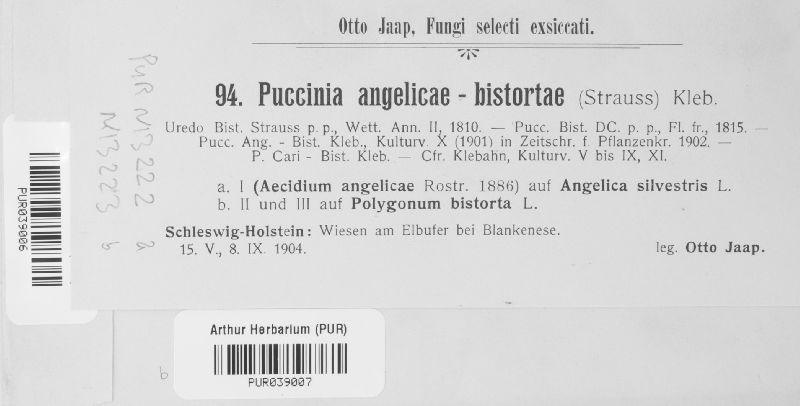 Otto Jaap, Fungi selecti exsiccati.
94. Puccinia angelicae - bistortae (Strauss) Kleb.
Uredo Bist. Strauss p. p., Wett. Ann. II, 1810. — Pucc. Bist. DC. p. p., Fl. fr., 1815. —
Pucc. Ang. - Bist. Kleb., Kulturv. X (1901) in Zeitschr. f. Pflanzenkr. 1902. —
P. Cari - Bist. Kleb. — Cfr. Klebahn, Kulturv. V bis IX, XI.
a. I (Aecidium angelicae Rostr. 1886) auf Angelica silvestris L.
b. II und III auf Polygonum bistorta L.
Schleswig-Holstein: Wiesen am Elbufer bei Blankenese.
15. V., 8. IX. 1904. leg. Otto Jaap.
PUR N13222 a
N13223 b
PUR039006
Arthur Herbarium (PUR)
PUR039007
b